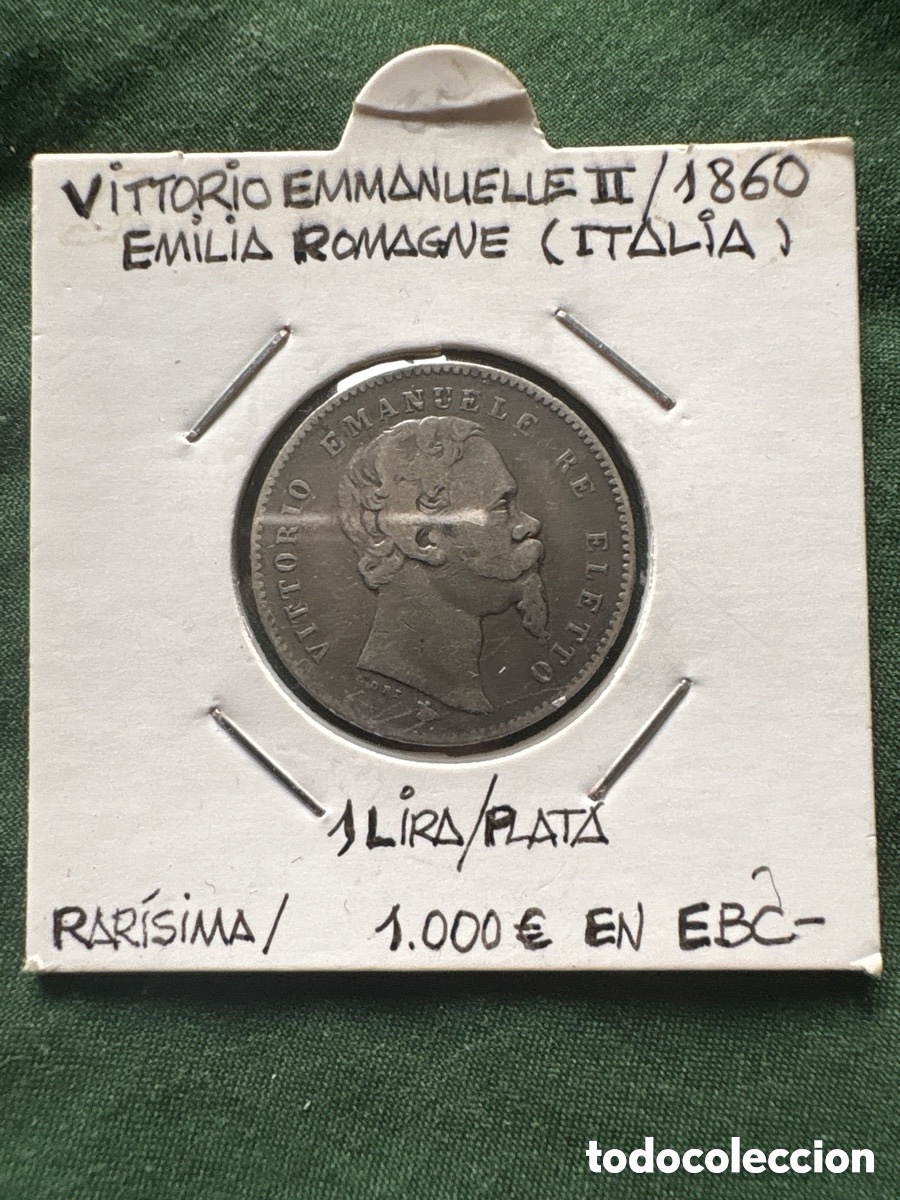 VITTORIO EMMANUELLE II/1860
EMILIA ROMAGNE (ITALIA)
VITTORIO EMANUELE RE ELETTO
1 LIRA/PLATA
RARÍSIMA/ 1.000€ EN EBC-
todocoleccion